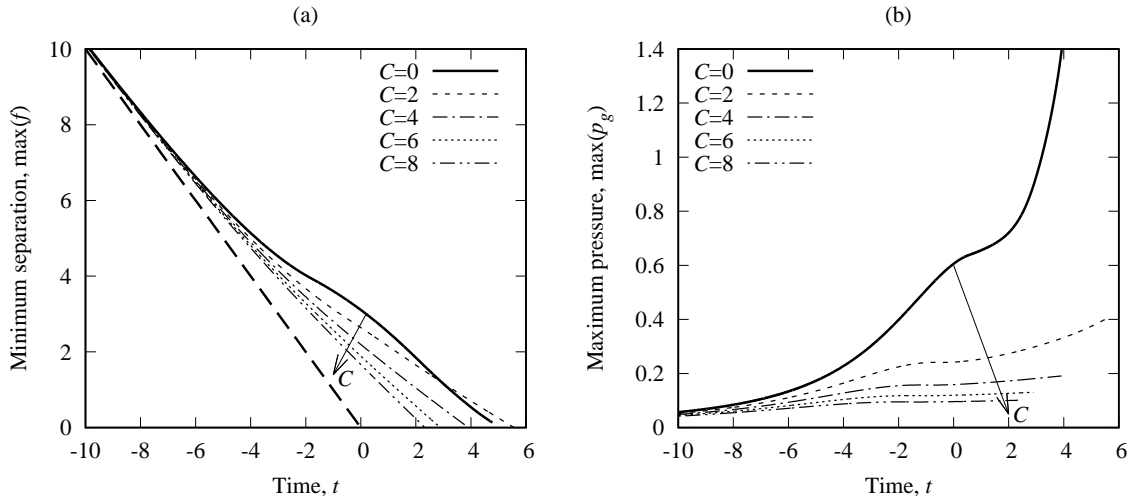 (a)
10
8
6
4
2
0
-10 -8 -6 -4 -2 0 2 4 6
Minimum separation, max(f)
Time, t
C=0
C=2
C=4
C=6
C=8
C
(b)
1.4
1.2
1
0.8
0.6
0.4
0.2
0
-10 -8 -6 -4 -2 0 2 4 6
Maximum pressure, max(p_g)
Time, t
C=0
C=2
C=4
C=6
C=8
C